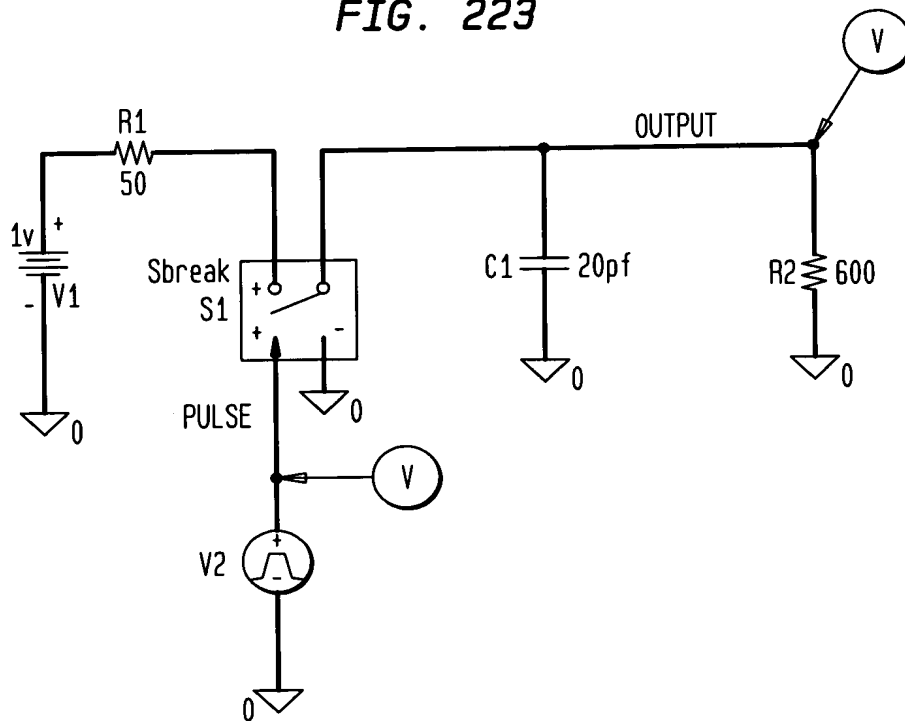 FIG. 223
V
R1
50
OUTPUT
1v
+
-
V1
0
Sbreak
S1
+
+
-
0
C1
20pf
0
R2
600
0
PULSE
V
V2
+
-
0